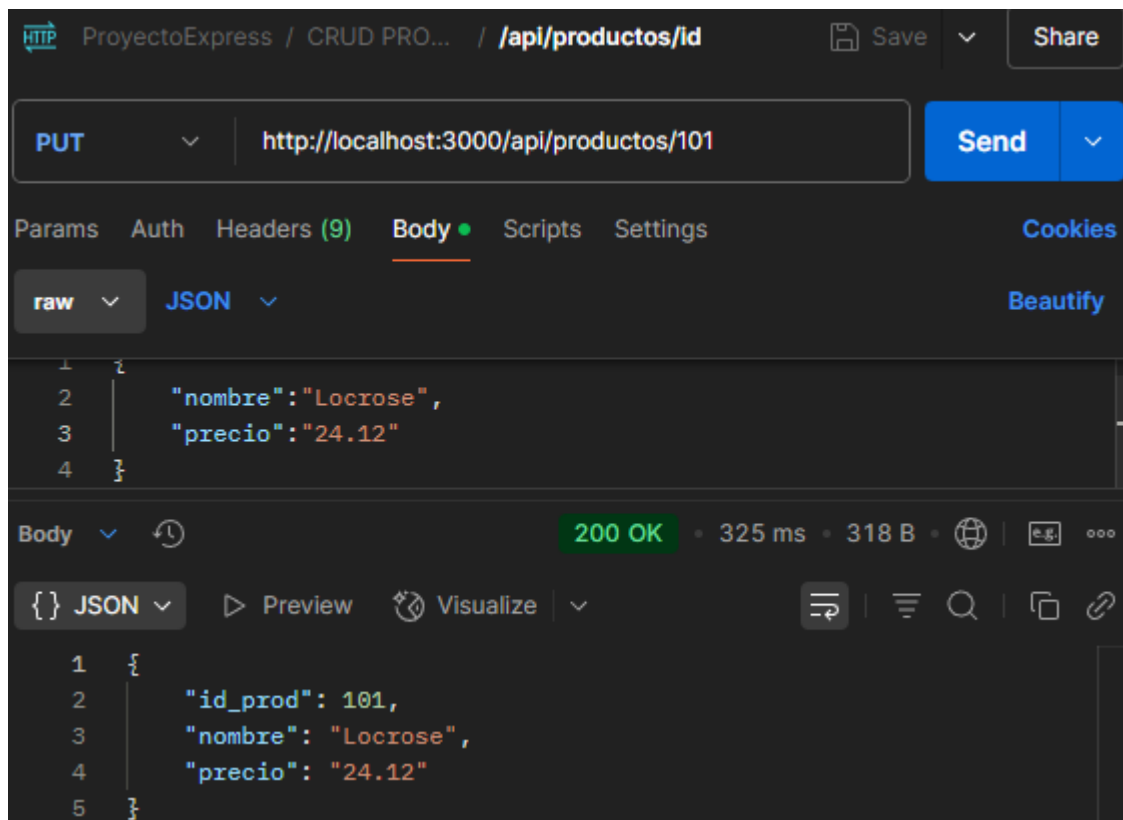 HTTP ProyectoExpress / CRUD PRO... / /api/productos/id Save Share
PUT http://localhost:3000/api/productos/101 Send
Params Auth Headers (9) Body Scripts Settings Cookies
raw JSON Beautify
1 {
2 "nombre":"Locrose",
3 "precio":"24.12"
4 }
Body 200 OK • 325 ms • 318 B e.g.
{} JSON Preview Visualize
1 {
2 "id_prod": 101,
3 "nombre": "Locrose",
4 "precio": "24.12"
5 }